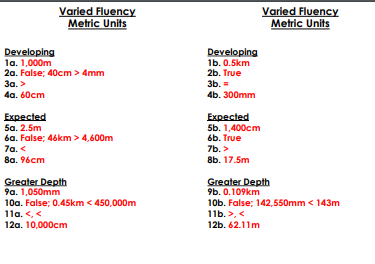 Varied Fluency
Metric Units
Developing
1a. 1,000m
2a. False; 40cm > 4mm
3a. >
4a. 60cm
Expected
5a. 2.5m
6a. False; 46km > 4,600m
7a. <
8a. 96cm
Greater Depth
9a. 1,050mm
10a. False; 0.45km < 450,000m
11a. <, <
12a. 10,000cm
Varied Fluency
Metric Units
Developing
1b. 0.5km
2b. True
3b. =
4b. 300mm
Expected
5b. 1,400cm
6b. True
7b. >
8b. 17.5m
Greater Depth
9b. 0.109km
10b. False; 142,550mm < 143m
11b. >, <
12b. 62.11m